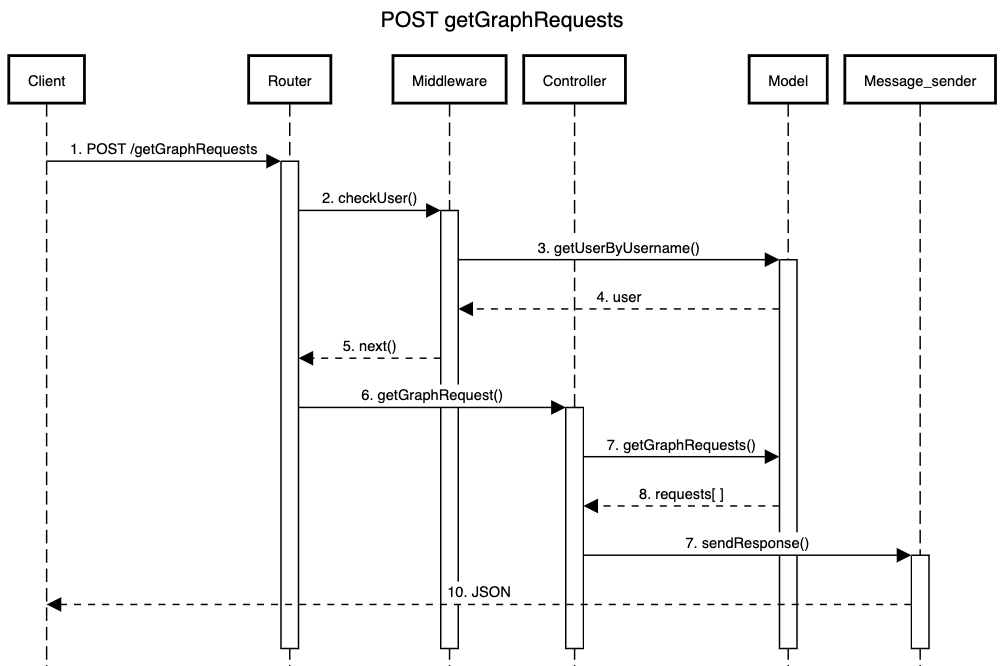 POST getGraphRequests
Client
Router
Middleware
Controller
Model
Message_sender
1. POST /getGraphRequests
2. checkUser()
3. getUserByUsername()
4. user
5. next()
6. getGraphRequest()
7. getGraphRequests()
8. requests[ ]
7. sendResponse()
10. JSON